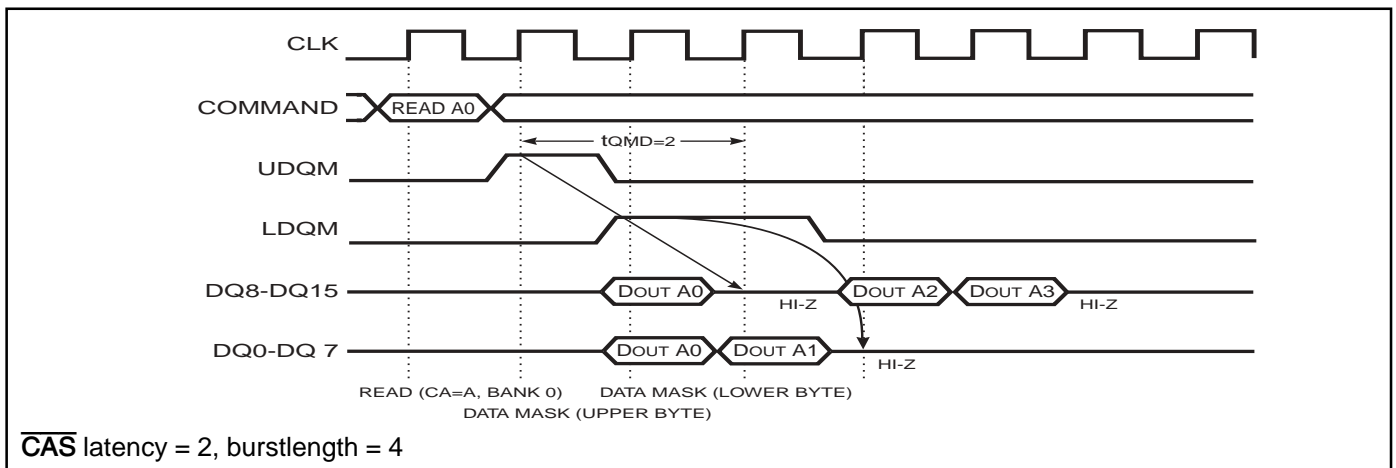 CLK
COMMAND
READ A0
tQMD=2
UDQM
LDQM
DQ8-DQ15
DOUT A0
HI-Z
DOUT A2
DOUT A3
HI-Z
DQ0-DQ 7
DOUT A0
DOUT A1
HI-Z
READ (CA=A, BANK 0)
DATA MASK (LOWER BYTE)
DATA MASK (UPPER BYTE)
CAS latency = 2, burstlength = 4